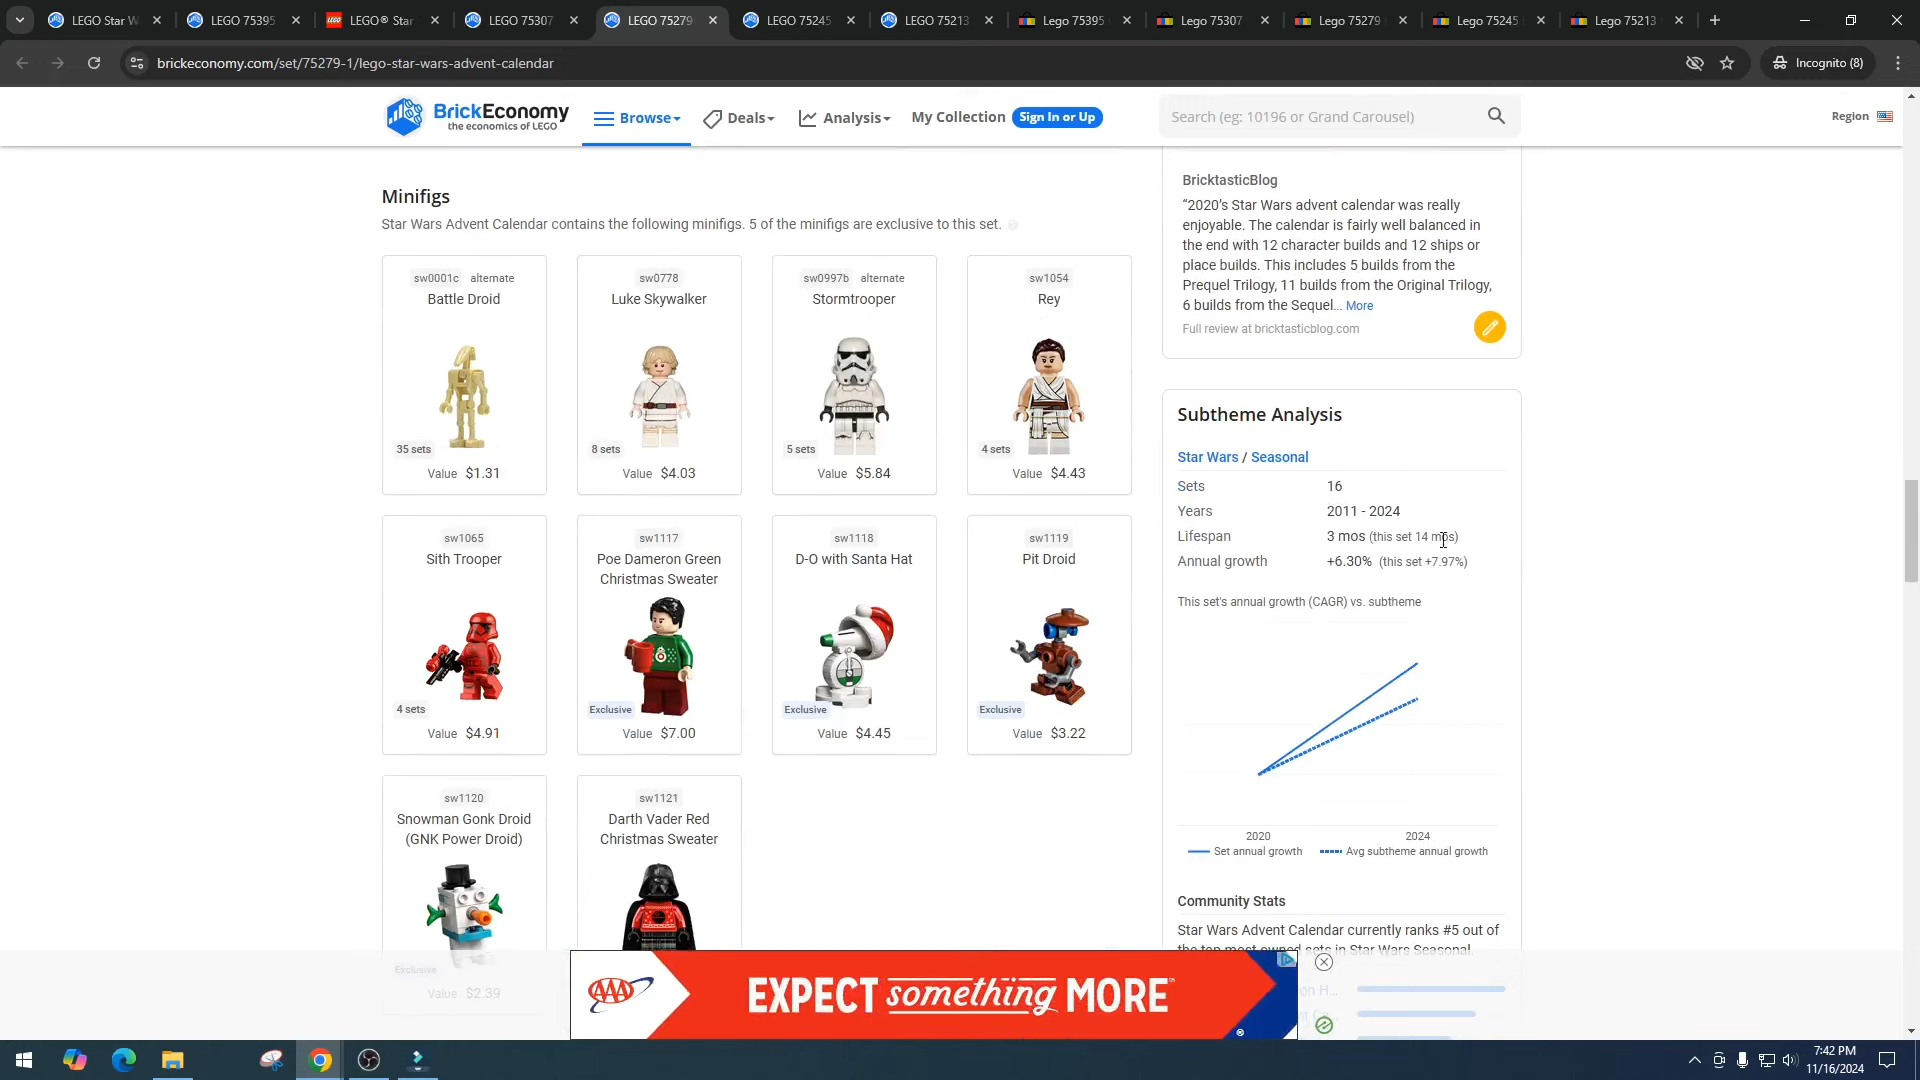 LEGO Star W
LEGO 75395
LEGO® Star
LEGO 75307
LEGO 75279
LEGO 75245
LEGO 75213
Lego 75395
Lego 75307
Lego 75279
Lego 75245
Lego 75213
brickeconomy.com/set/75279-1/lego-star-wars-advent-calendar
Incognito (8)
BrickEconomy
the economics of LEGO
Browse
Deals
Analysis
My Collection
Sign In or Up
Search (eg: 10196 or Grand Carousel)
Region
Minifigs
Star Wars Advent Calendar contains the following minifigs. 5 of the minifigs are exclusive to this set.
sw0001c alternate
Battle Droid
35 sets
Value $1.31
sw0778
Luke Skywalker
8 sets
Value $4.03
sw0997b alternate
Stormtrooper
5 sets
Value $5.84
sw1054
Rey
4 sets
Value $4.43
sw1065
Sith Trooper
4 sets
Value $4.91
sw1117
Poe Dameron Green
Christmas Sweater
Exclusive
Value $7.00
sw1118
D-O with Santa Hat
Exclusive
Value $4.45
sw1119
Pit Droid
Exclusive
Value $3.22
sw1120
Snowman Gonk Droid
(GNK Power Droid)
Exclusive
Value $2.39
sw1121
Darth Vader Red
Christmas Sweater
BricktasticBlog
“2020’s Star Wars advent calendar was really
enjoyable. The calendar is fairly well balanced in
the end with 12 character builds and 12 ships or
place builds. This includes 5 builds from the
Prequel Trilogy, 11 builds from the Original Trilogy,
6 builds from the Sequel... More
Full review at bricktasticblog.com
Subtheme Analysis
Star Wars / Seasonal
Sets 16
Years 2011 - 2024
Lifespan 3 mos (this set 14 mos)
Annual growth +6.30% (this set +7.97%)
This set's annual growth (CAGR) vs. subtheme
2020 2024
Set annual growth Avg subtheme annual growth
Community Stats
Star Wars Advent Calendar currently ranks #5 out of
the top most owned sets in Star Wars Seasonal.
AAA EXPECT something MORE
7:42 PM
11/16/2024